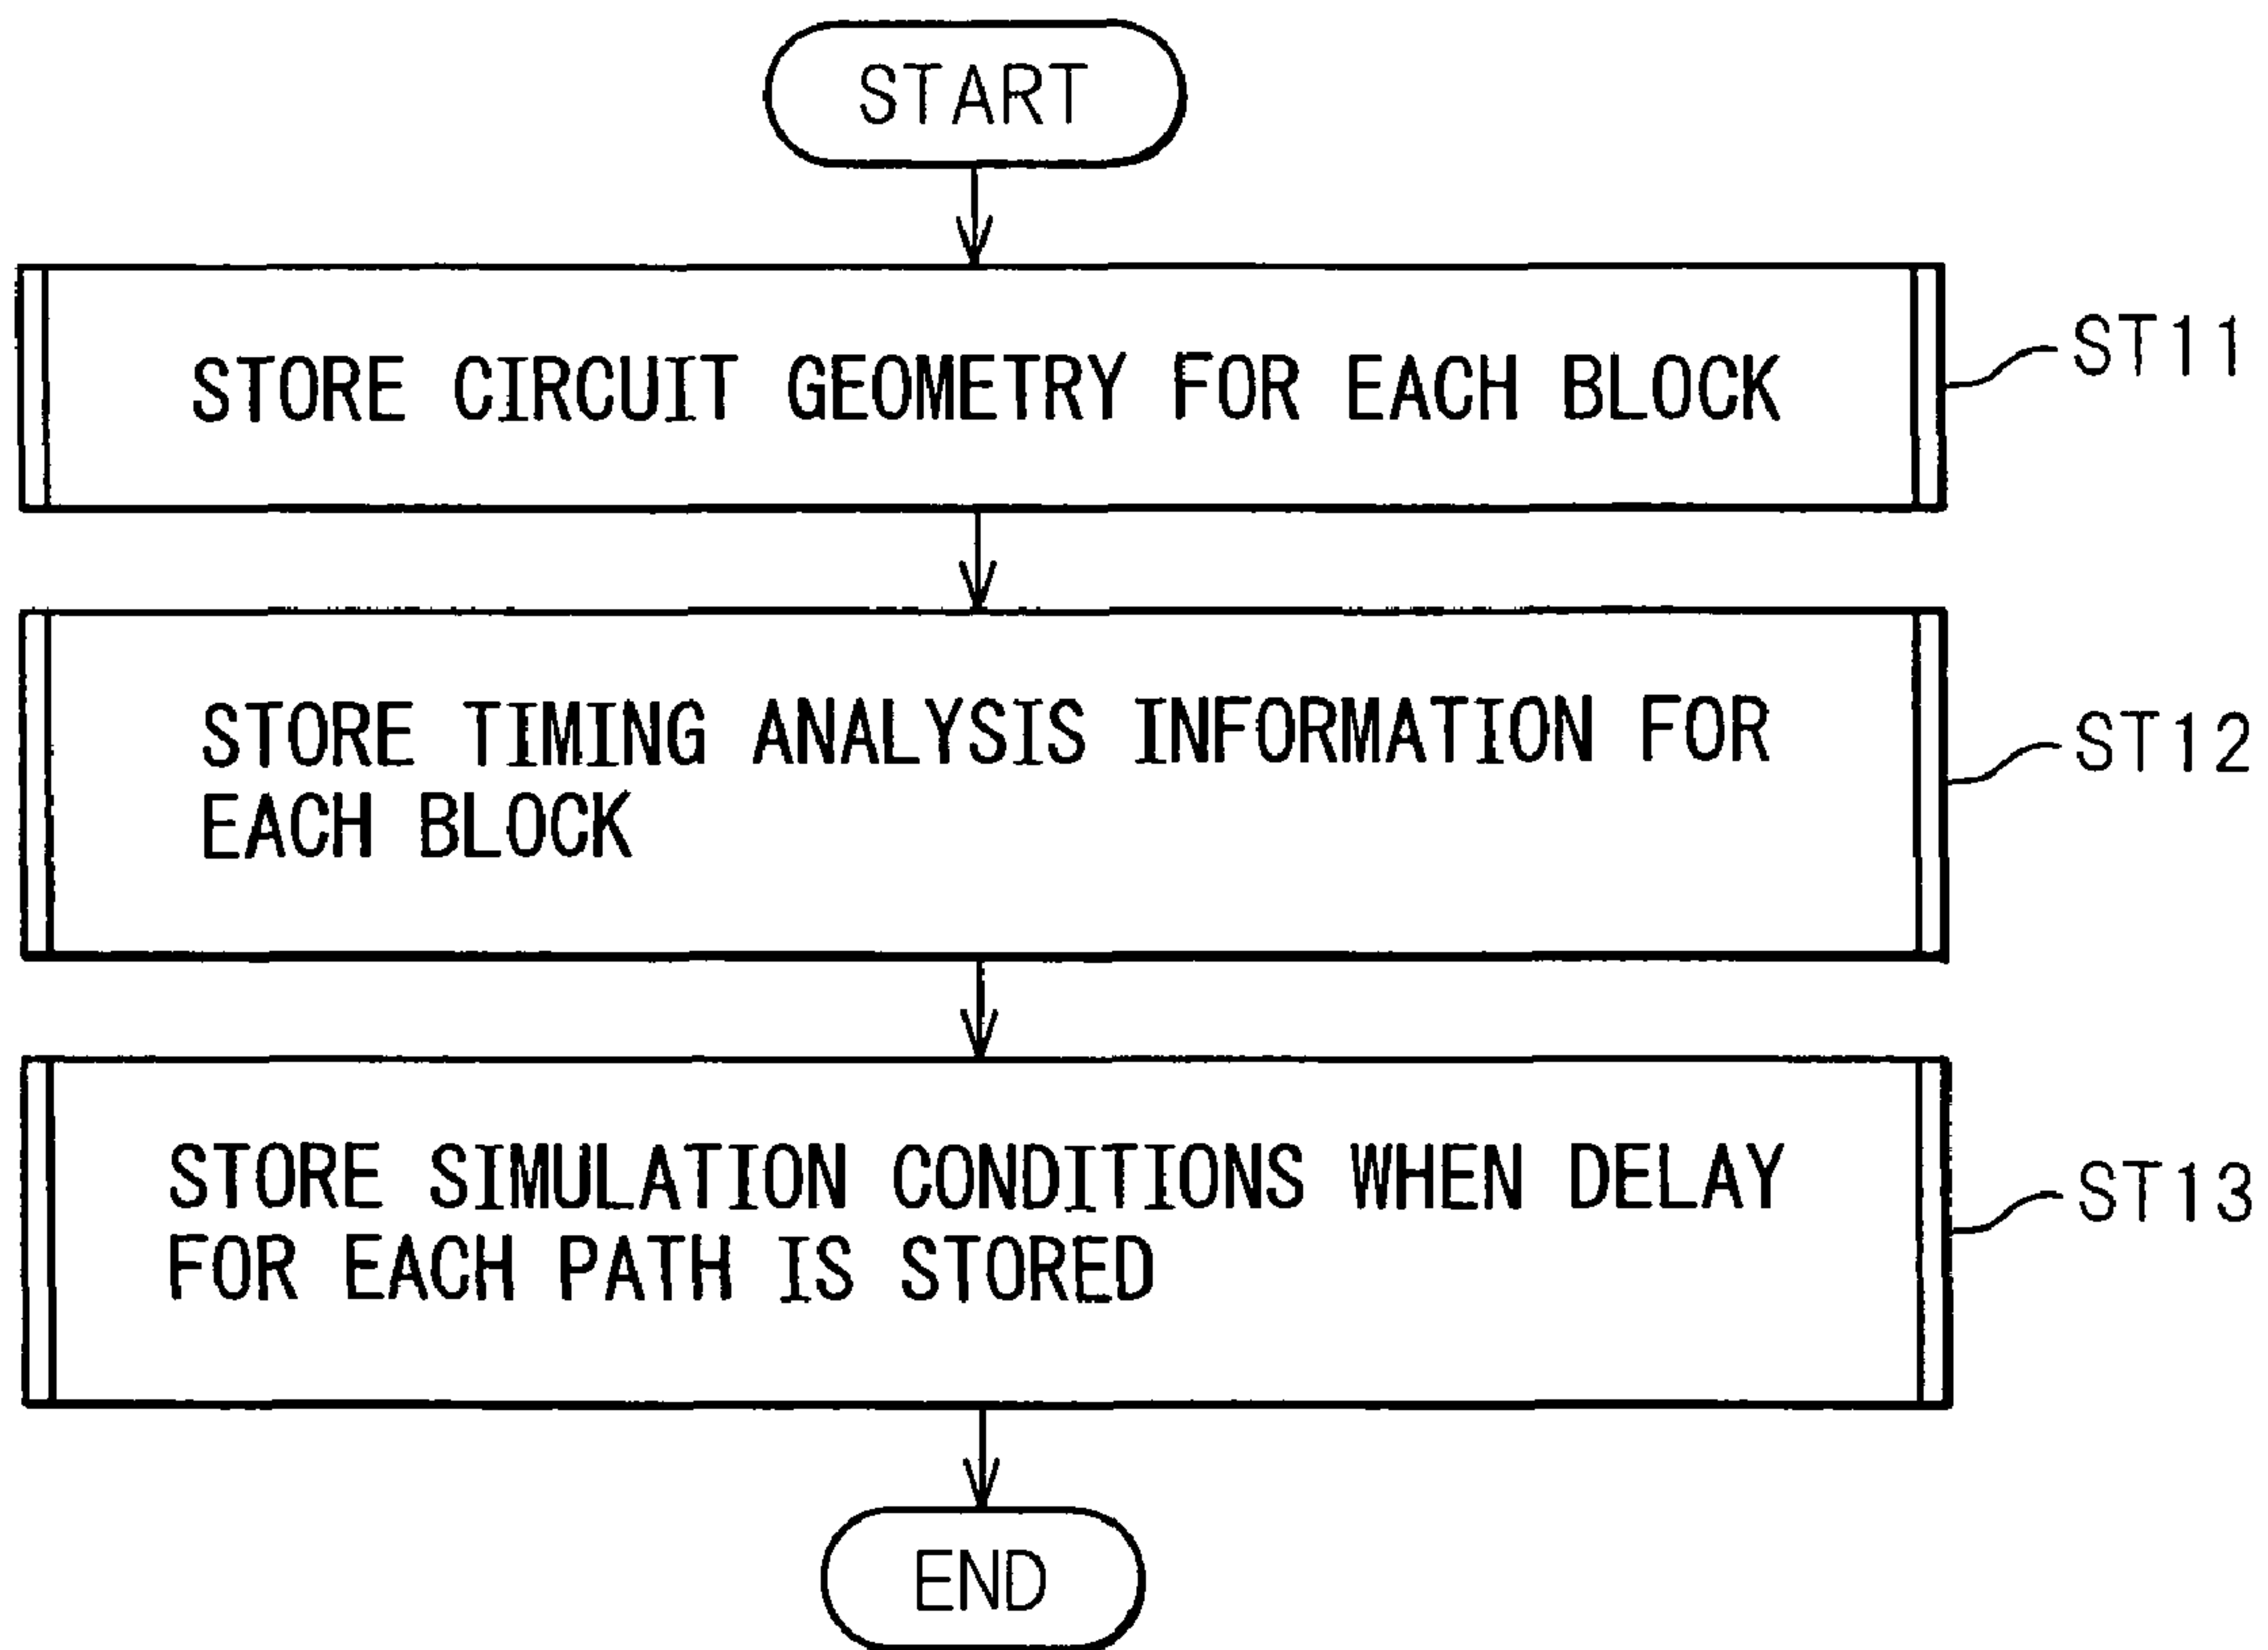 START
STORE CIRCUIT GEOMETRY FOR EACH BLOCK
ST11
STORE TIMING ANALYSIS INFORMATION FOR
EACH BLOCK
ST12
STORE SIMULATION CONDITIONS WHEN DELAY
FOR EACH PATH IS STORED
ST13
END